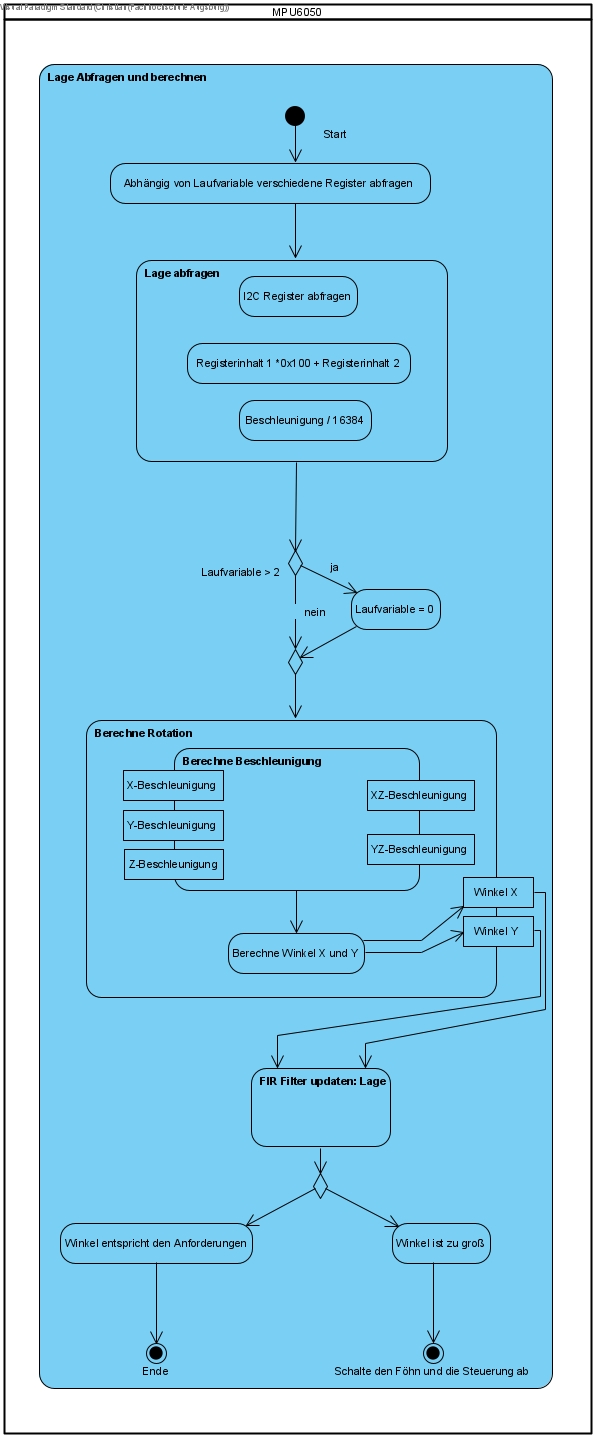 Visual Paradigm Standard(Christian(Fachhochschule Augsburg))
MPU6050
Lage Abfragen und berechnen
Start
Abhängig von Laufvariable verschiedene Register abfragen
Lage abfragen
I2C Register abfragen
Registerinhalt 1 *0x100 + Registerinhalt 2
Beschleunigung / 16384
Laufvariable > 2
ja
Laufvariable = 0
nein
Berechne Rotation
Berechne Beschleunigung
X-Beschleunigung
XZ-Beschleunigung
Y-Beschleunigung
YZ-Beschleunigung
Z-Beschleunigung
Winkel X
Winkel Y
Berechne Winkel X und Y
FIR Filter updaten: Lage
Winkel entspricht den Anforderungen
Winkel ist zu groß
Ende
Schalte den Föhn und die Steuerung ab